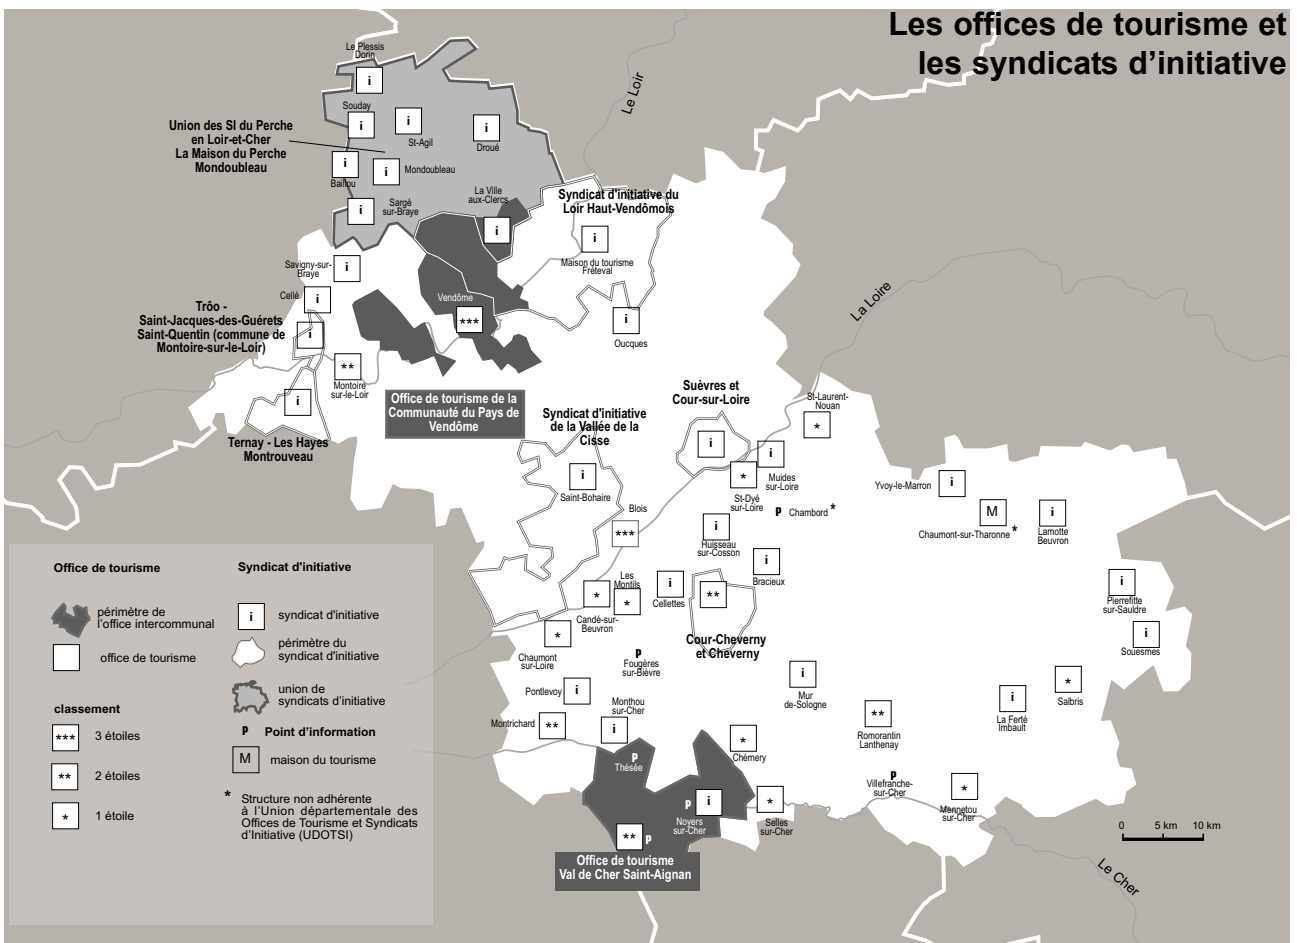 Les offices de tourisme et
les syndicats d'initiative
Le Plessis
Dorin
i
Souday
i
i
St-Agil
i
Droué
Union des SI du Perche
en Loir-et-Cher
La Maison du Perche
Mondoubleau
i
Baillou
i
Mondoubleau
i
Sargé
sur-Braye
La Ville
aux-Clercs
i
Le Loir
Syndicat d'initiative du
Loir Haut-Vendômois
i
Maison du tourisme
Fréteval
Savigny-sur-
Braye
i
Cellé
i
Vendôme
***
i
Oucques
Trôo -
Saint-Jacques-des-Guérets
Saint-Quentin (commune de
Montoire-sur-le-Loir)
i
**
Montoire
sur-le-Loir
i
Ternay - Les Hayes
Montrouveau
Office de tourisme de la
Communauté du Pays de
Vendôme
La Loire
Syndicat d'initiative
de la Vallée de la
Cisse
i
Saint-Bohaire
Suèvres et
Cour-sur-Loire
i
St-Laurent-
Nouan
*
i
Muides
sur-Loire
*
St-Dyé
sur-Loire
P Chambord *
Blois
***
i
Huisseau
sur-Cosson
i
Bracieux
Yvoy-le-Marron
i
M
Chaumont-sur-Tharonne *
i
Lamotte
Beuvron
i
Pierrefitte
sur-Sauldre
i
Souesmes
Les
Montils
*
*
Candé-sur-
Beuvron
i
Cellettes
**
Cour-Cheverny
et Cheverny
*
Chaumont
sur-Loire
P
Fougères
sur-Bièvre
Pontlevoy
i
Monthou
sur-Cher
i
Montrichard
**
i
Mur
de-Sologne
**
Romorantin
Lanthenay
i
La Ferté
Imbault
*
Salbris
*
Chémery
P
Thésée
P
i
Noyers
sur-Cher
*
Selles
sur-Cher
P
Villefranche-
sur-Cher
*
Mennetou
sur-Cher
**
P
Office de tourisme
Val de Cher Saint-Aignan
0 5 km 10 km
Le Cher
Office de tourisme
périmètre de
l'office intercommunal
office de tourisme
classement
***
3 étoiles
**
2 étoiles
*
1 étoile
Syndicat d'initiative
i
syndicat d'initiative
périmètre du
syndicat d'initiative
union de
syndicats d'initiative
P Point d'information
M
maison du tourisme
* Structure non adhérente
à l'Union départementale des
Offices de Tourisme et Syndicats
d'Initiative (UDOTSI)